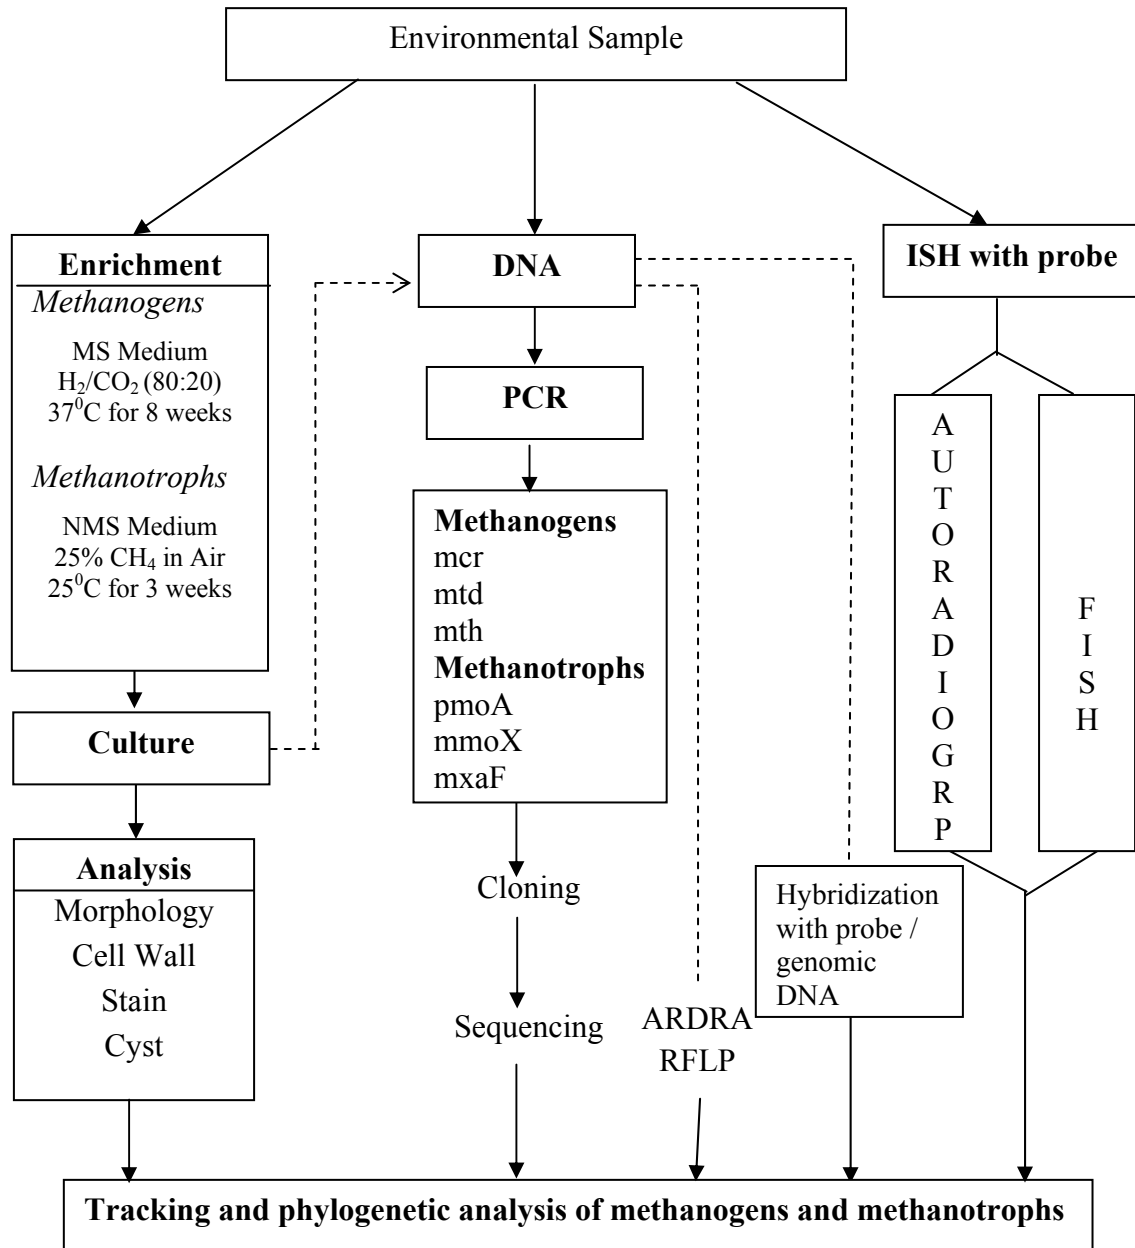 Environmental Sample
Enrichment
Methanogens
MS Medium
H₂/CO₂ (80:20)
37⁰C for 8 weeks
Methanotrophs
NMS Medium
25% CH₄ in Air
25⁰C for 3 weeks
Culture
Analysis
Morphology
Cell Wall
Stain
Cyst
DNA
PCR
Methanogens
mcr
mtd
mth
Methanotrophs
pmoA
mmoX
mxaF
Cloning
Sequencing
ARDRA
RFLP
Hybridization
with probe /
genomic
DNA
ISH with probe
A
U
T
O
R
A
D
I
O
G
R
P
F
I
S
H
Tracking and phylogenetic analysis of methanogens and methanotrophs